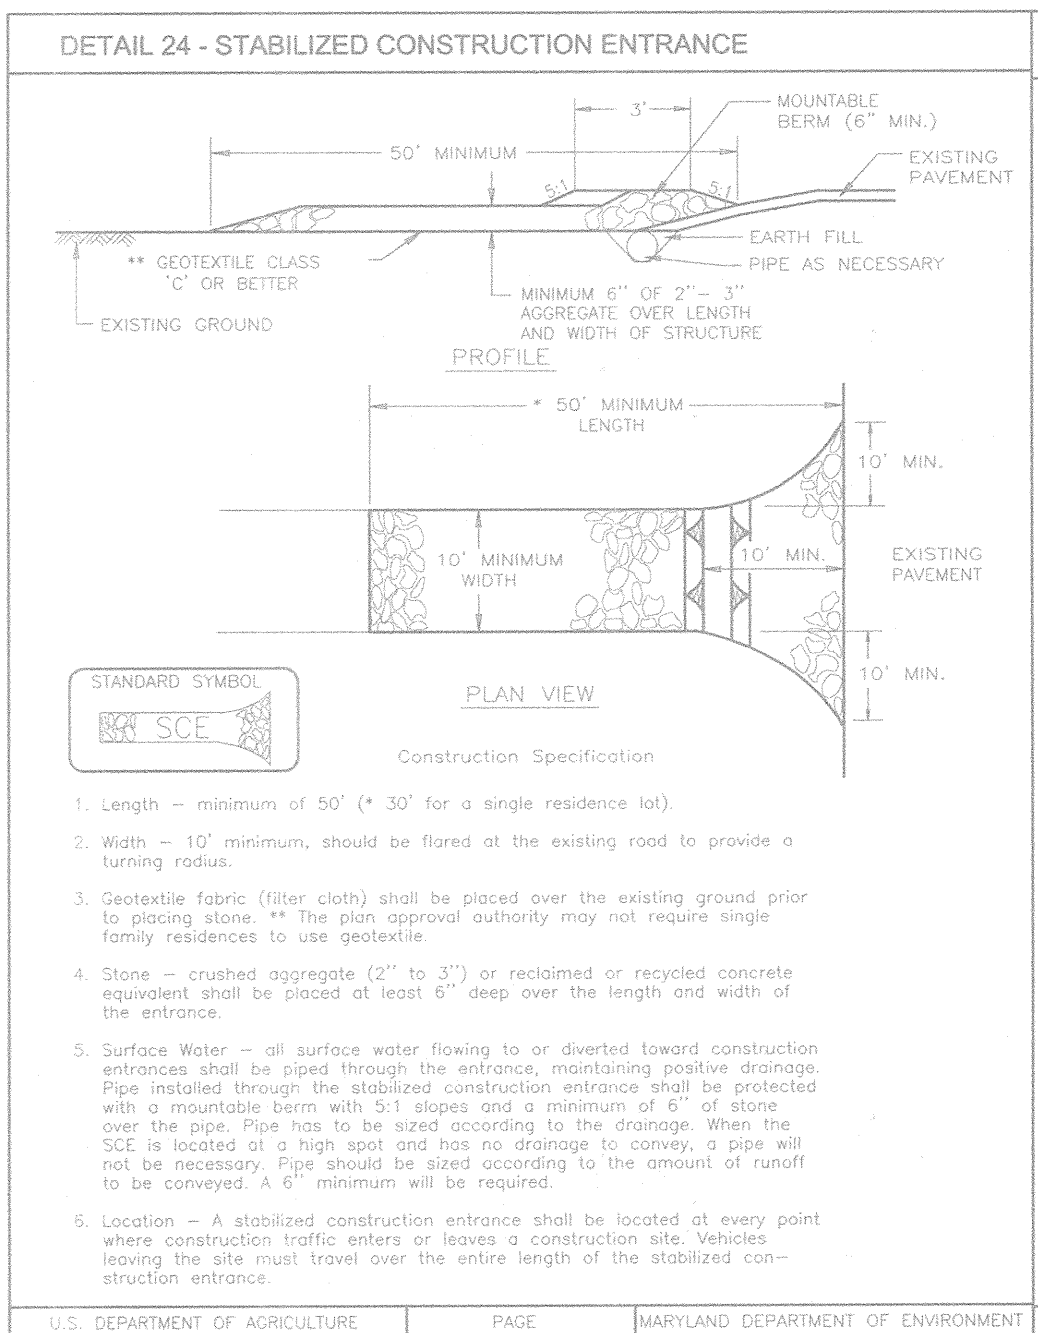 DETAIL 24 - STABILIZED CONSTRUCTION ENTRANCE
3'
MOUNTABLE
BERM (6" MIN.)
50' MINIMUM
EXISTING
PAVEMENT
5:1
5:1
EARTH FILL
** GEOTEXTILE CLASS
'C' OR BETTER
PIPE AS NECESSARY
MINIMUM 6" OF 2"- 3"
AGGREGATE OVER LENGTH
AND WIDTH OF STRUCTURE
EXISTING GROUND
PROFILE
* 50' MINIMUM
LENGTH
10' MIN.
10' MINIMUM
WIDTH
10' MIN.
EXISTING
PAVEMENT
10' MIN.
STANDARD SYMBOL
SCE
PLAN VIEW
Construction Specification
1. Length – minimum of 50' (* 30' for a single residence lot).
2. Width – 10' minimum, should be flared at the existing road to provide a
turning radius.
3. Geotextile fabric (filter cloth) shall be placed over the existing ground prior
to placing stone. ** The plan approval authority may not require single
family residences to use geotextile.
4. Stone – crushed aggregate (2" to 3") or reclaimed or recycled concrete
equivalent shall be placed at least 6" deep over the length and width of
the entrance.
5. Surface Water – all surface water flowing to or diverted toward construction
entrances shall be piped through the entrance, maintaining positive drainage.
Pipe installed through the stabilized construction entrance shall be protected
with a mountable berm with 5:1 slopes and a minimum of 6" of stone
over the pipe. Pipe has to be sized according to the drainage. When the
SCE is located at a high spot and has no drainage to convey, a pipe will
not be necessary. Pipe should be sized according to the amount of runoff
to be conveyed. A 6" minimum will be required.
6. Location – A stabilized construction entrance shall be located at every point
where construction traffic enters or leaves a construction site. Vehicles
leaving the site must travel over the entire length of the stabilized con–
struction entrance.
U.S. DEPARTMENT OF AGRICULTURE
PAGE
MARYLAND DEPARTMENT OF ENVIRONMENT